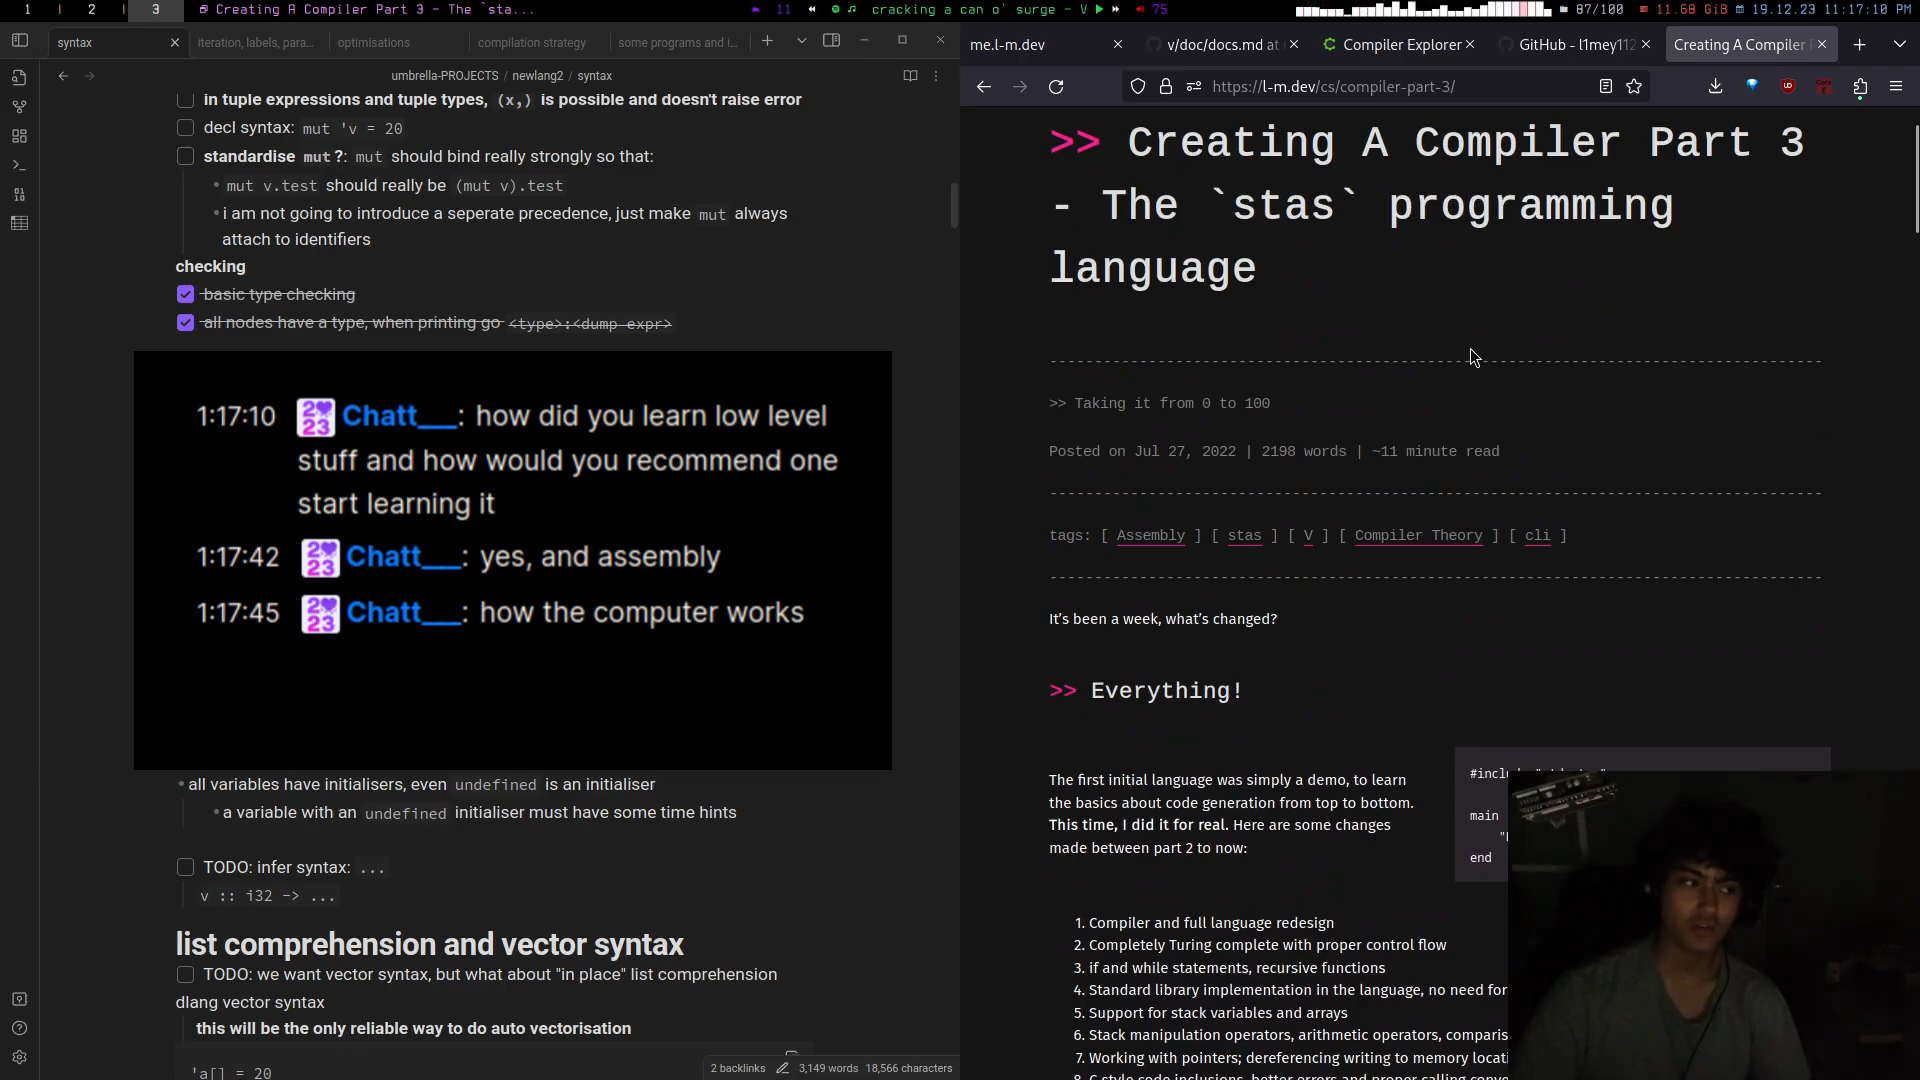 1 | 2 | 3 Creating A Compiler Part 3 - The `sta...
11 cracking a can o' surge - V 75
87/100 11.68 GiB 19.12.23 11:17:10 PM
syntax
iteration, labels, para...
optimisations
compilation strategy
some programs and i...
umbrella-PROJECTS / newlang2 / syntax
in tuple expressions and tuple types, (x,) is possible and doesn't raise error
decl syntax: mut 'v = 20
standardise mut ?: mut should bind really strongly so that:
mut v.test should really be (mut v).test
i am not going to introduce a seperate precedence, just make mut always
attach to identifiers
checking
basic type checking
all nodes have a type, when printing go <type>:<dump expr>
1:17:10 Chatt___: how did you learn low level
stuff and how would you recommend one
start learning it
1:17:42 Chatt___: yes, and assembly
1:17:45 Chatt___: how the computer works
all variables have initialisers, even undefined is an initialiser
a variable with an undefined initialiser must have some time hints
TODO: infer syntax: ...
v :: i32 -> ...
list comprehension and vector syntax
TODO: we want vector syntax, but what about "in place" list comprehension
dlang vector syntax
this will be the only reliable way to do auto vectorisation
'a[] = 20
2 backlinks 3,149 words 18,566 characters
me.l-m.dev
v/doc/docs.md at
Compiler Explorer
GitHub - l1mey112
Creating A Compiler
https://l-m.dev/cs/compiler-part-3/
>> Creating A Compiler Part 3
- The `stas` programming
language
>> Taking it from 0 to 100
Posted on Jul 27, 2022 | 2198 words | ~11 minute read
tags: [ Assembly ] [ stas ] [ V ] [ Compiler Theory ] [ cli ]
It's been a week, what's changed?
>> Everything!
The first initial language was simply a demo, to learn
the basics about code generation from top to bottom.
This time, I did it for real. Here are some changes
made between part 2 to now:
main
end
1. Compiler and full language redesign
2. Completely Turing complete with proper control flow
3. if and while statements, recursive functions
4. Standard library implementation in the language, no need for
5. Support for stack variables and arrays
6. Stack manipulation operators, arithmetic operators, comparis
7. Working with pointers; dereferencing writing to memory locati
8. C style code inclusions, better errors and proper calling conve